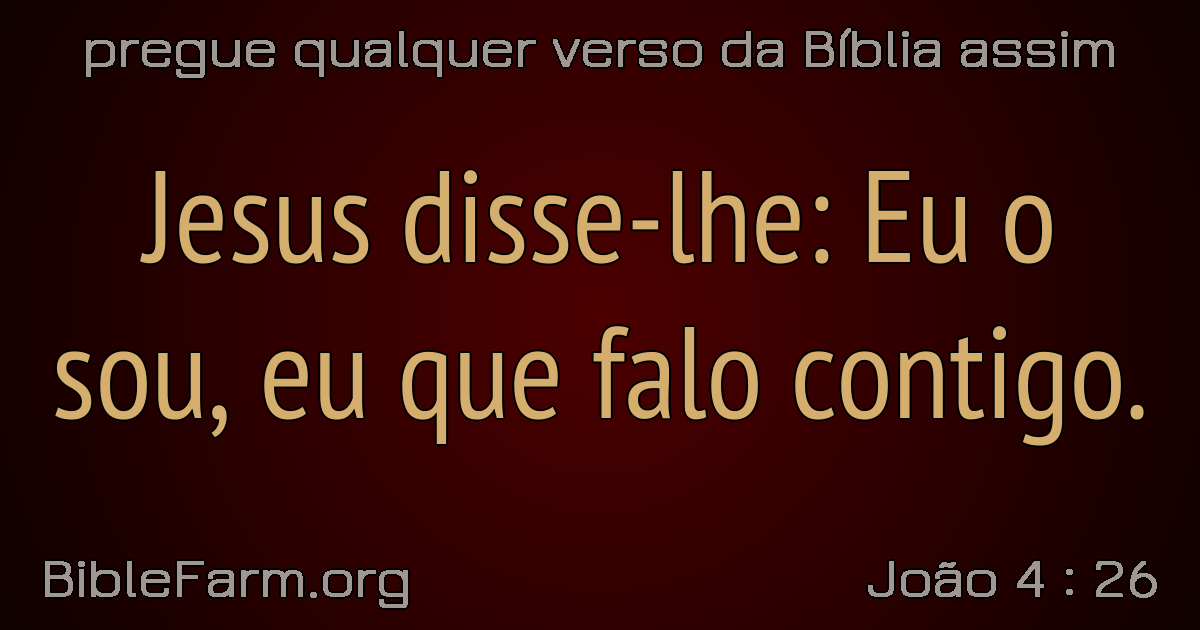 pregue qualquer verso da Bíblia assim
Jesus disse-lhe: Eu o
sou, eu que falo contigo.
BibleFarm.org
João 4 : 26